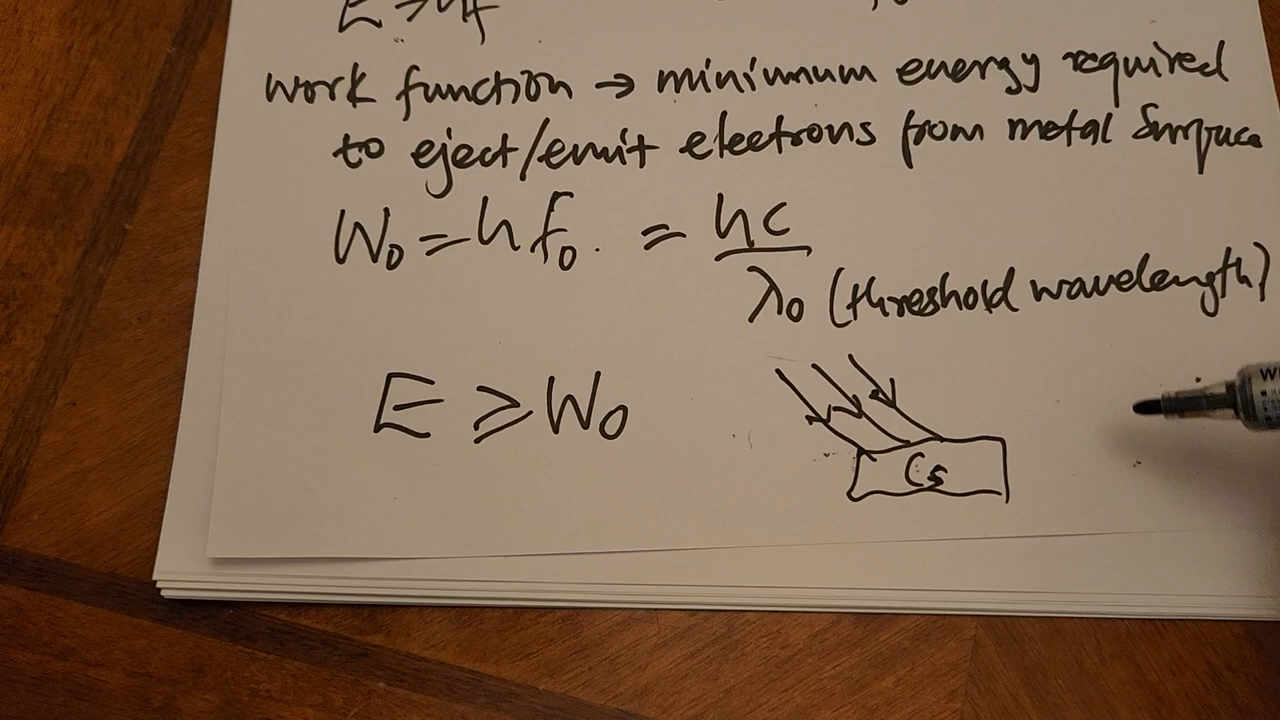 work function → minimum energy required
to eject/emit electrons from metal Surface
W₀ = hf₀. = hc/λ₀ (threshold wavelength)
E ≥ W₀
Cs